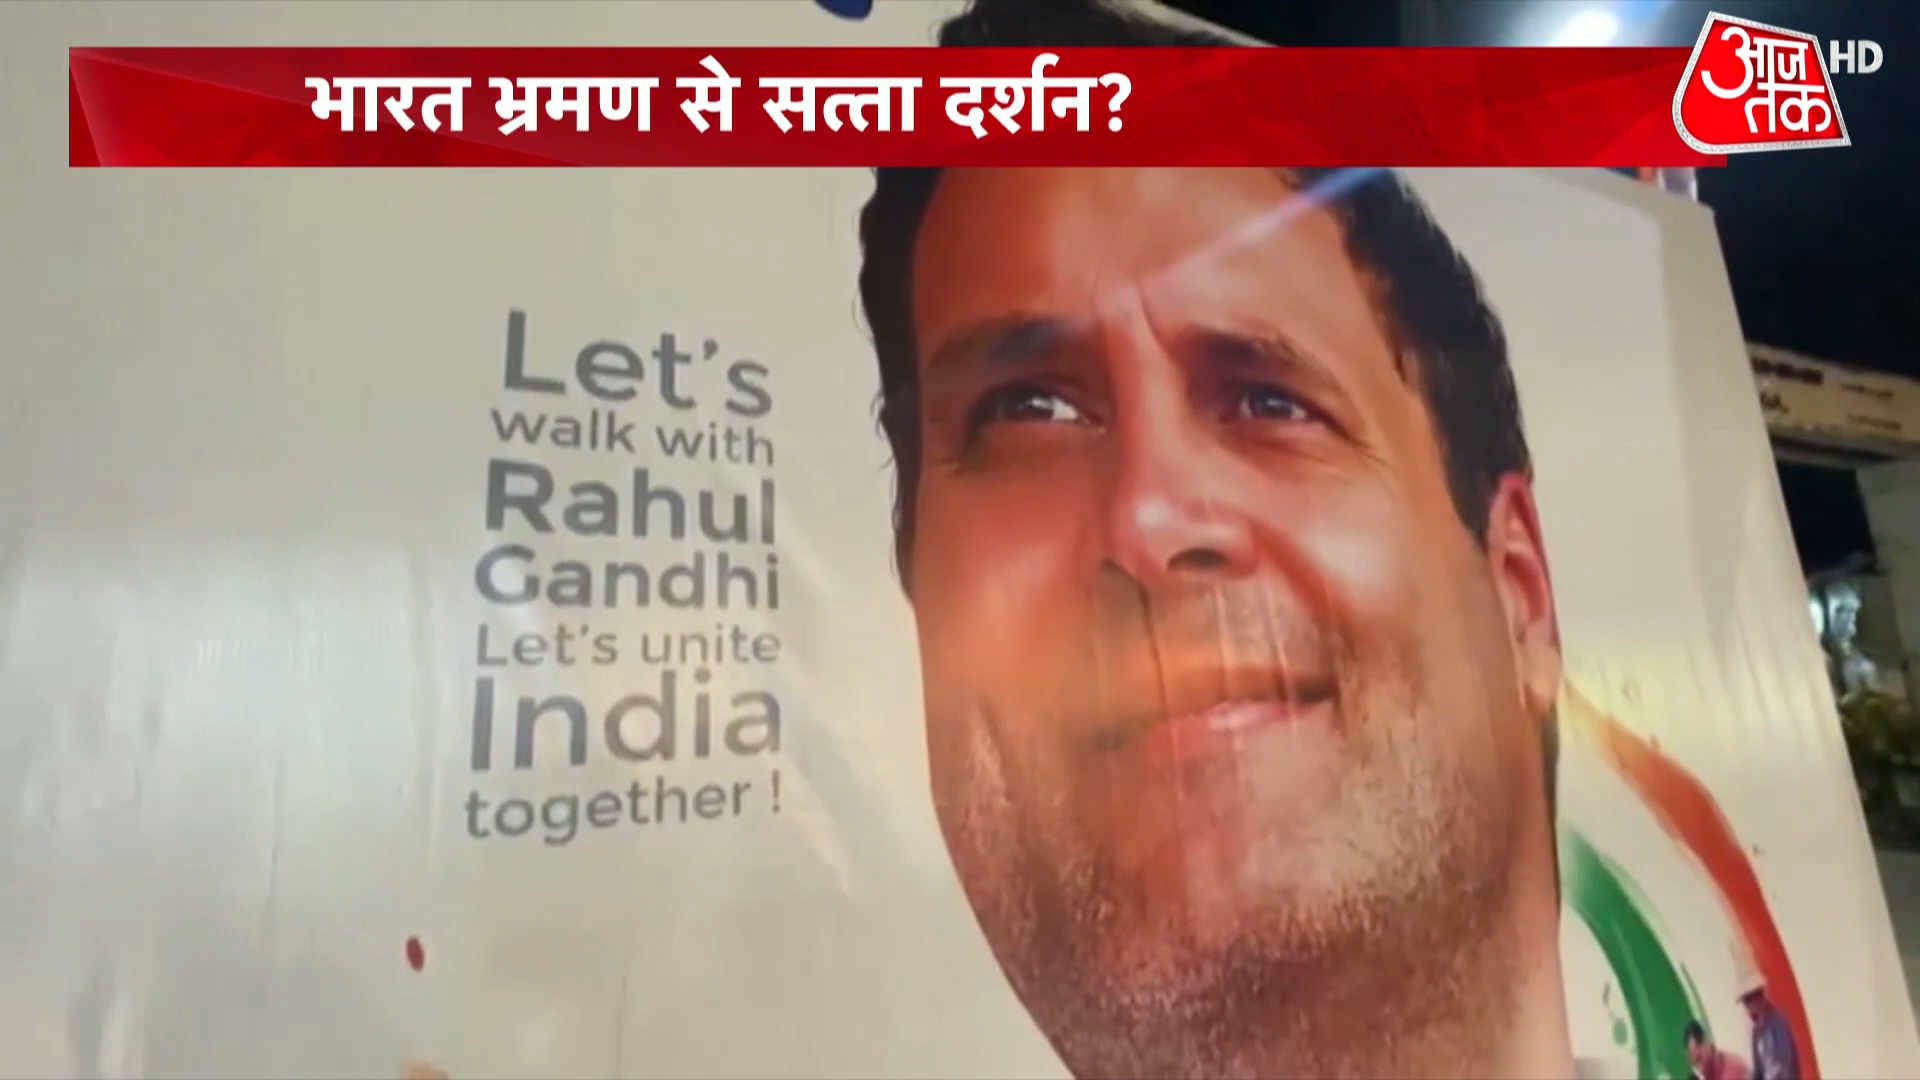 भारत भ्रमण से सत्ता दर्शन?
आज
तक
HD
Let's
walk with
Rahul
Gandhi
Let's unite
India
together !